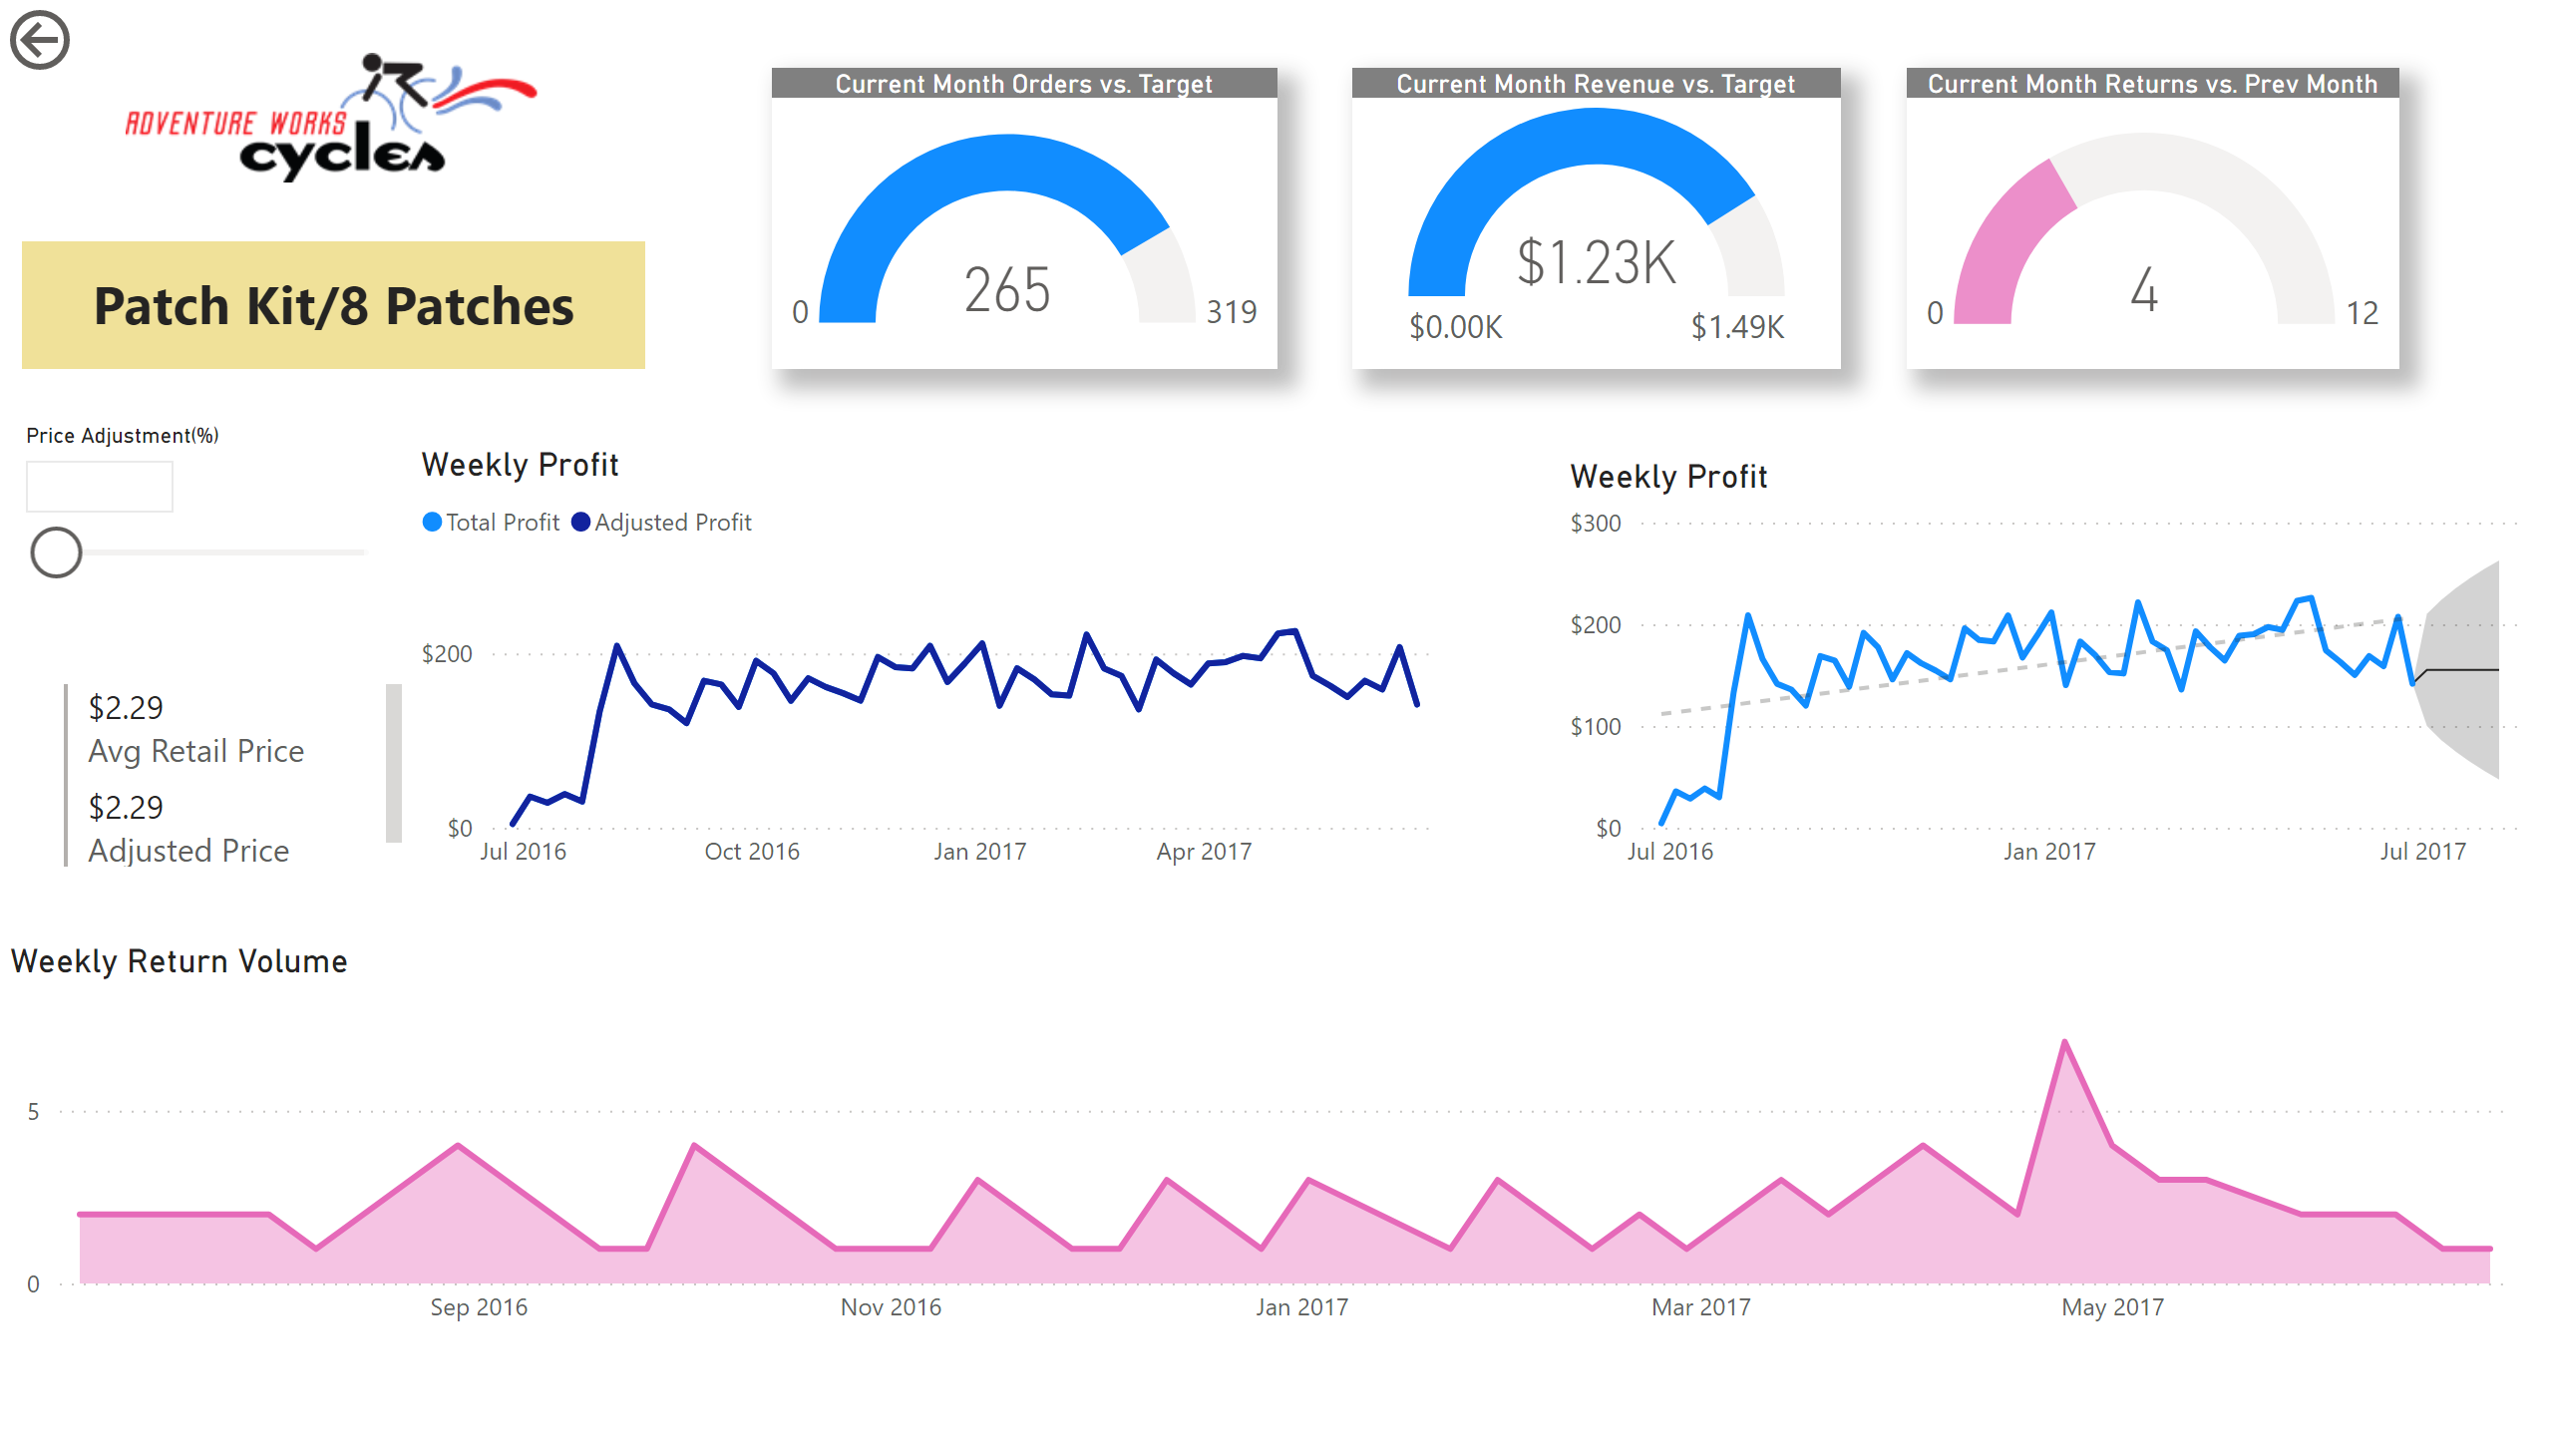 ADVENTURE WORKS
cycles
Patch Kit/8 Patches
Current Month Orders vs. Target
265
0
319
Current Month Revenue vs. Target
$1.23K
$0.00K
$1.49K
Current Month Returns vs. Prev Month
4
0
12
Price Adjustment(%)
$2.29
Avg Retail Price
$2.29
Adjusted Price
Weekly Profit
Total Profit
Adjusted Profit
$200
$0
Jul 2016
Oct 2016
Jan 2017
Apr 2017
Weekly Profit
$300
$200
$100
$0
Jul 2016
Jan 2017
Jul 2017
Weekly Return Volume
5
0
Sep 2016
Nov 2016
Jan 2017
Mar 2017
May 2017